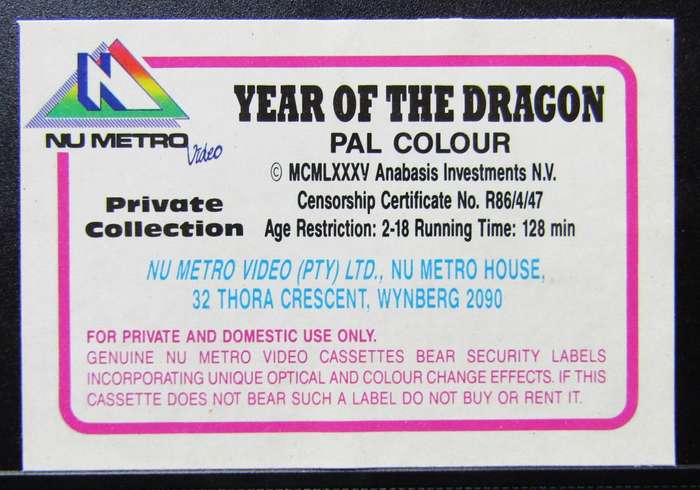 NU METRO
Video
YEAR OF THE DRAGON
PAL COLOUR
© MCMLXXXV Anabasis Investments N.V.
Private
Collection
Censorship Certificate No. R86/4/47
Age Restriction: 2-18 Running Time: 128 min
NU METRO VIDEO (PTY) LTD., NU METRO HOUSE,
32 THORA CRESCENT, WYNBERG 2090
FOR PRIVATE AND DOMESTIC USE ONLY.
GENUINE NU METRO VIDEO CASSETTES BEAR SECURITY LABELS
INCORPORATING UNIQUE OPTICAL AND COLOUR CHANGE EFFECTS. IF THIS
CASSETTE DOES NOT BEAR SUCH A LABEL DO NOT BUY OR RENT IT.